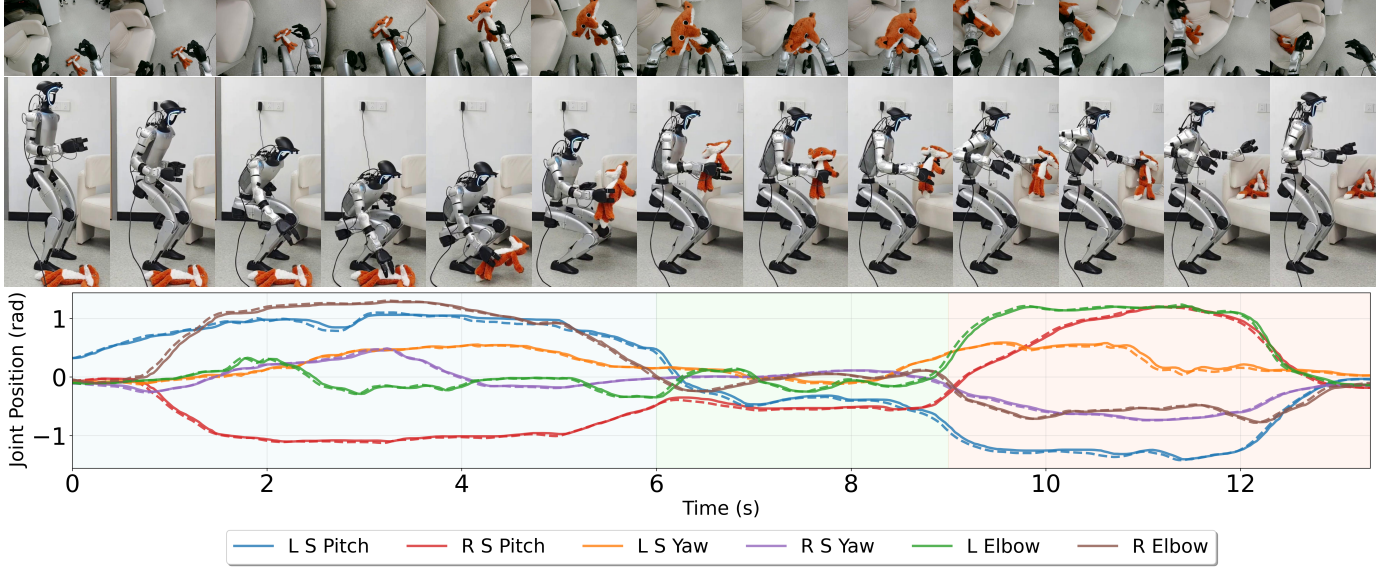 1
0
−1
Joint Position (rad)
0 2 4 6 8 10 12
Time (s)
L S Pitch R S Pitch L S Yaw R S Yaw L Elbow R Elbow